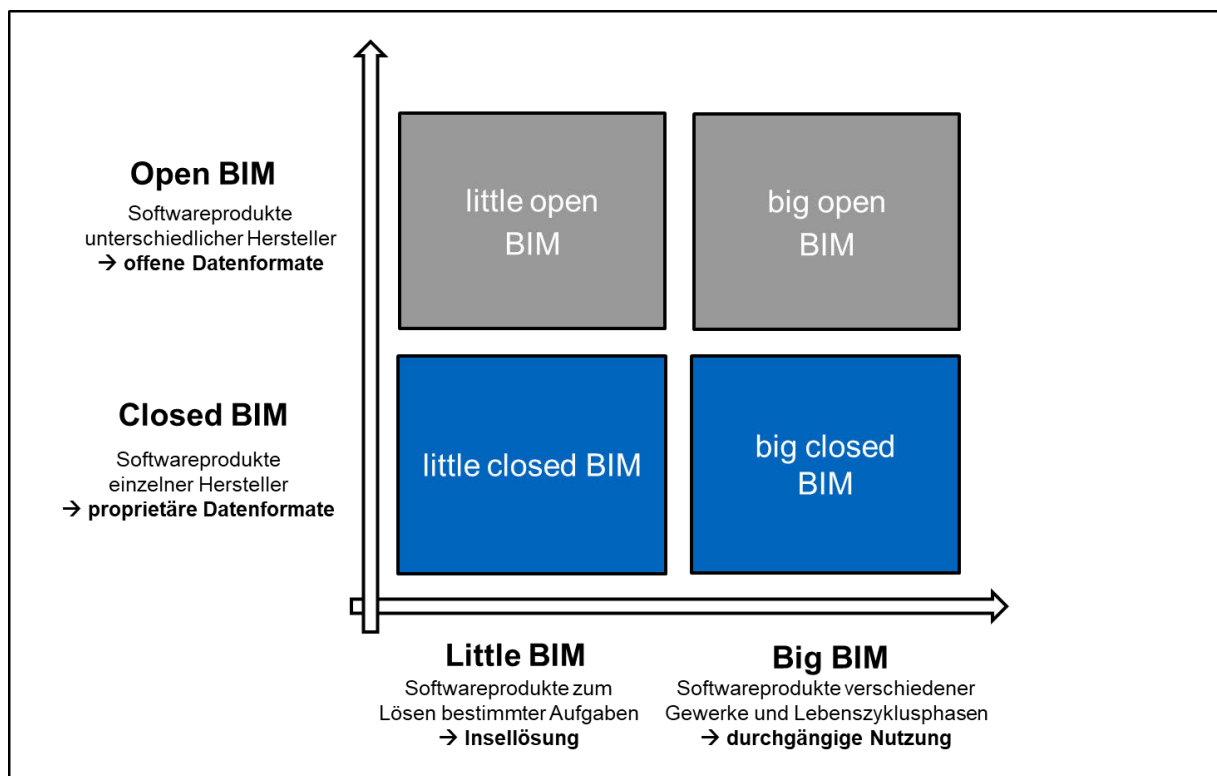 Open BIM
Softwareprodukte
unterschiedlicher Hersteller
→ offene Datenformate
little open
BIM
big open
BIM
Closed BIM
Softwareprodukte
einzelner Hersteller
→ proprietäre Datenformate
little closed BIM
big closed
BIM
Little BIM
Softwareprodukte zum
Lösen bestimmter Aufgaben
→ Insellösung
Big BIM
Softwareprodukte verschiedener
Gewerke und Lebenszyklusphasen
→ durchgängige Nutzung